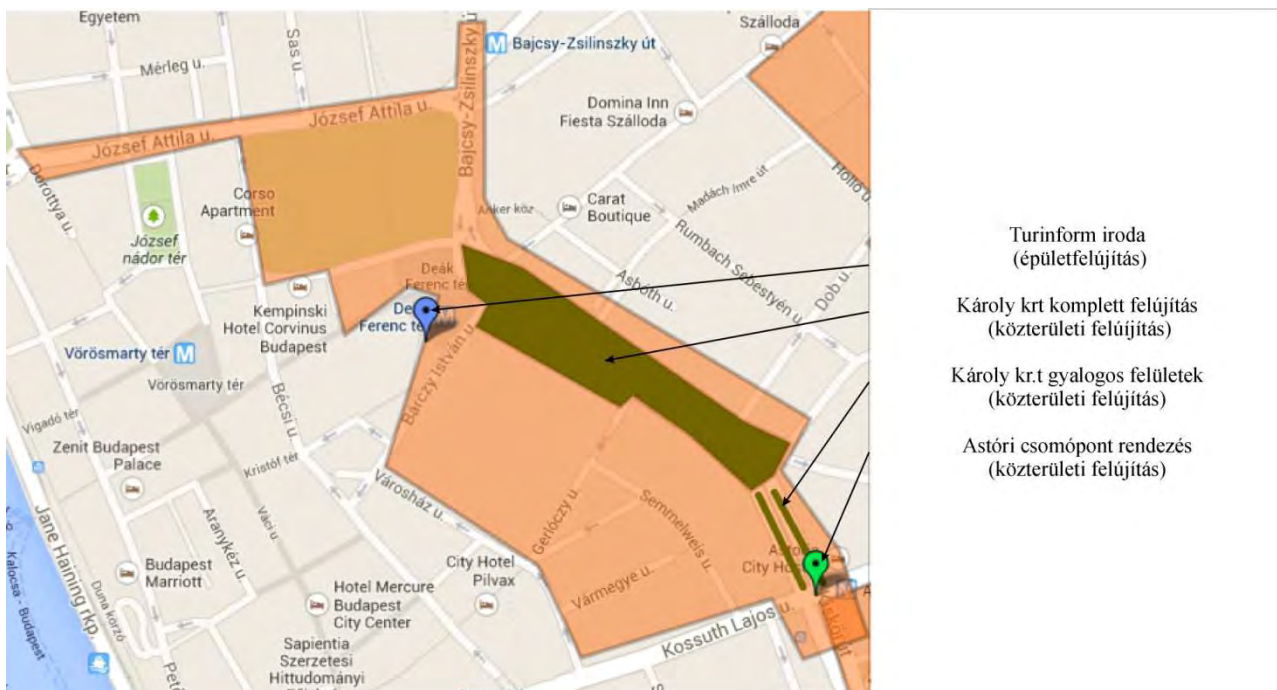 Egyetem
Mérleg u.
Sas u
Bajcsy-Zsilinszky
M Bajcsy-Zsilinszky út
Szálloda
Domina Inn
Fiesta Szálloda
József Attila u.
József Attila u.
Bajcsy-Zsilinszky
Dorottya u.
József
nádor tér
Corso
Apartment
Anker köz
Carat
Boutique
Madách Imre út
Holló u.
Rumbach Sebestyén u.
Dob u.
Asbóth u.
Deák
Ferenc tér
Kempinski
Hotel Corvinus
Budapest
Ferenc
Bárczy István u.
Vörösmarty tér M
Vörösmarty tér
Bécsi u.
Vigadó tér
Zenit Budapest
Palace
Kristóf tér
Városház u.
Váci u
Aranykéz u.
Jane Haining rkp.
Duna korzó
Kalocsa - Budapest
Budapest
Marriott
Hotel Mercure
Budapest
City Center
City Hotel
Pilvax
Gerlóczy u.
Semmelweis u.
Vármegye u.
Kossuth Lajos u.
City
Sapientia
Szerzetesi
Hittudományi
Turinform iroda
(épületfelújítás)
Károly krt komplett felújítás
(közterületi felúíjítás)
Károly kr.t gyalogos felületek
(közterületi felújítás)
Astóri csomópont rendezés
(közterületi felújítás)